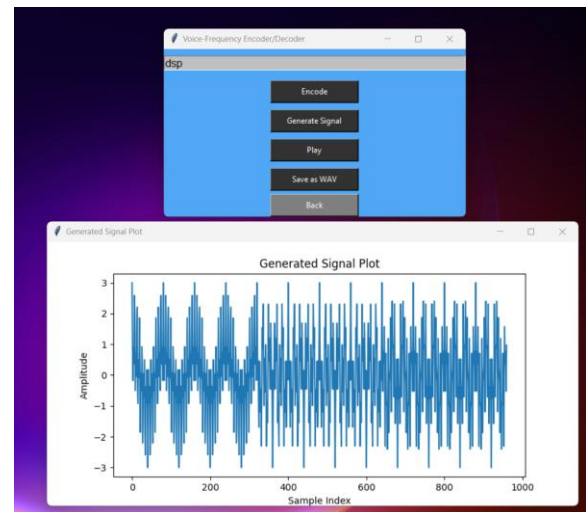 Voice-Frequency Encoder/Decoder
dsp
Encode
Generate Signal
Play
Save as WAV
Back
Generated Signal Plot
Generated Signal Plot
3
2
1
0
−1
−2
−3
Amplitude
0 200 400 600 800 1000
Sample Index